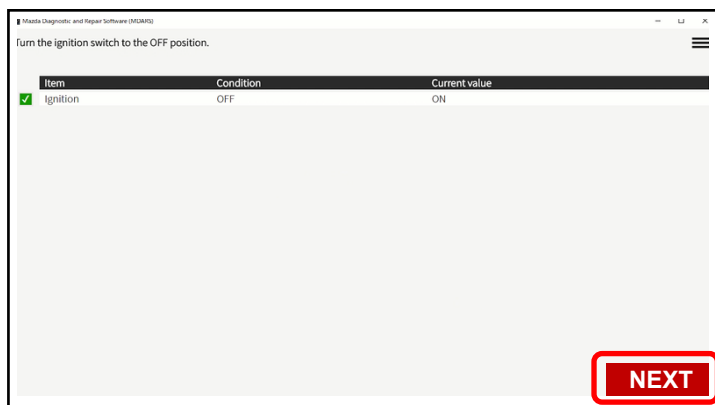 Mazda Diagnostic and Repair Software (MDARS)
Turn the ignition switch to the OFF position.
Item Condition Current value
Ignition OFF ON
NEXT